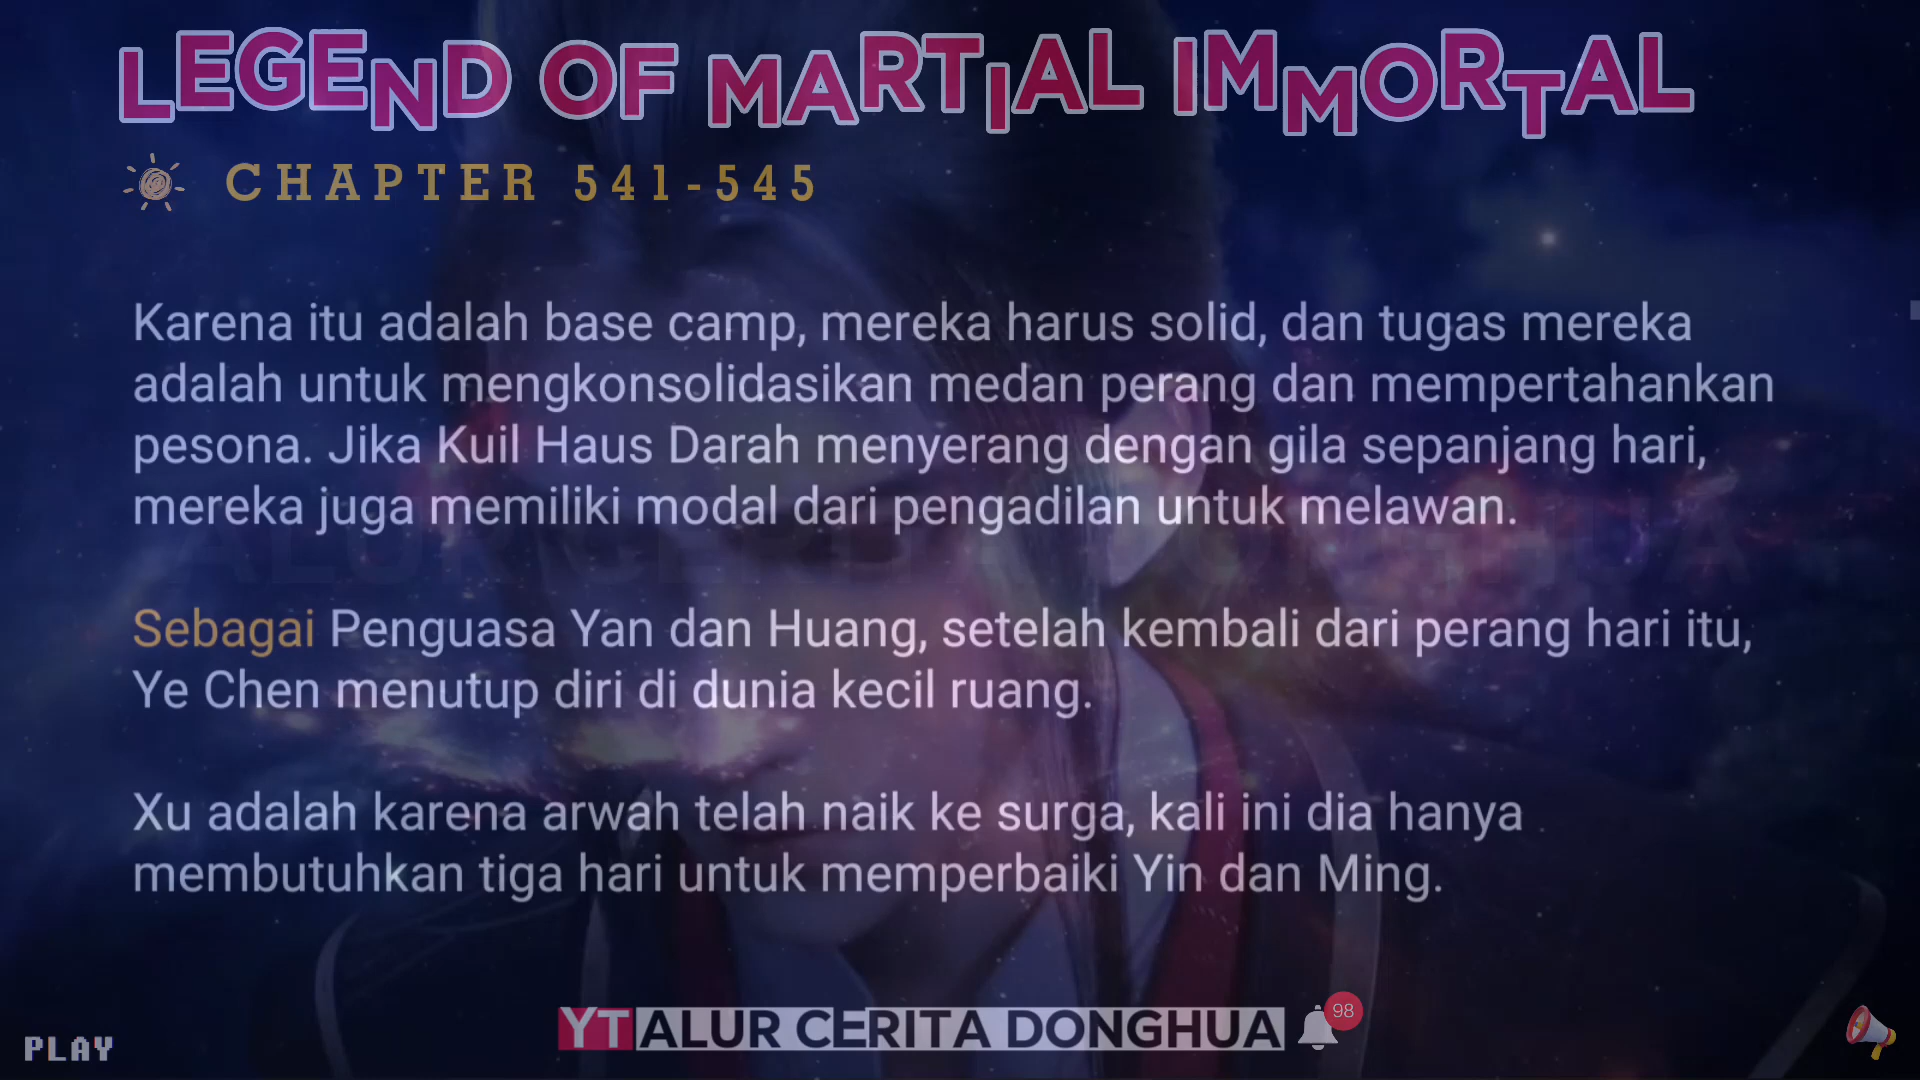 LEGEND OF MARTIAL IMMORTAL
CHAPTER 541-545
Karena itu adalah base camp, mereka harus solid, dan tugas mereka
adalah untuk mengkonsolidasikan medan perang dan mempertahankan
pesona. Jika Kuil Haus Darah menyerang dengan gila sepanjang hari,
mereka juga memiliki modal dari pengadilan untuk melawan.
ALUR CERITA DONGHUA
Sebagai Penguasa Yan dan Huang, setelah kembali dari perang hari itu,
Ye Chen menutup diri di dunia kecil ruang.
Xu adalah karena arwah telah naik ke surga, kali ini dia hanya
membutuhkan tiga hari untuk memperbaiki Yin dan Ming.
YT ALUR CERITA DONGHUA 98
PLAY